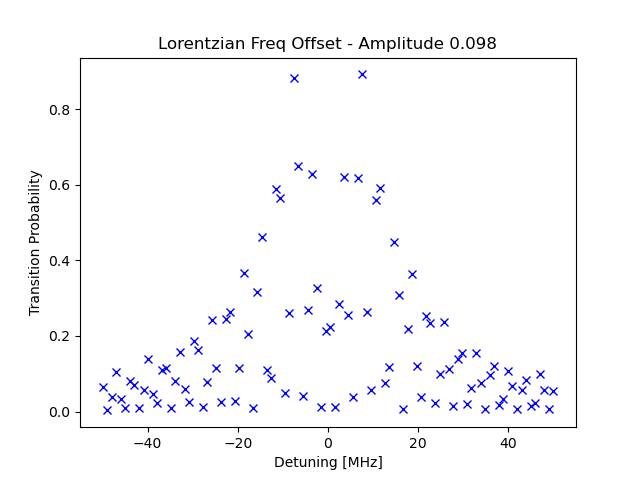 Lorentzian Freq Offset - Amplitude 0.098
Transition Probability
0.8
0.6
0.4
0.2
0.0
−40 −20 0 20 40
Detuning [MHz]